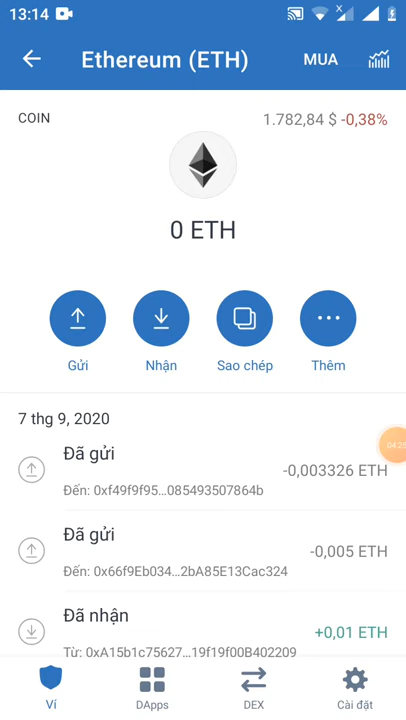 13:14
Ethereum (ETH)
MUA
COIN
1.782,84 $ -0,38%
0 ETH
Gửi
Nhận
Sao chép
Thêm
7 thg 9, 2020
Đã gửi
-0,003326 ETH
Đến: 0xf49f9f95...085493507864b
Đã gửi
-0,005 ETH
Đến: 0x66f9Eb034...2bA85E13Cac324
Đã nhận
+0,01 ETH
Từ: 0xA15b1c75627...19f19f00B402209
Ví
DApps
DEX
Cài đặt